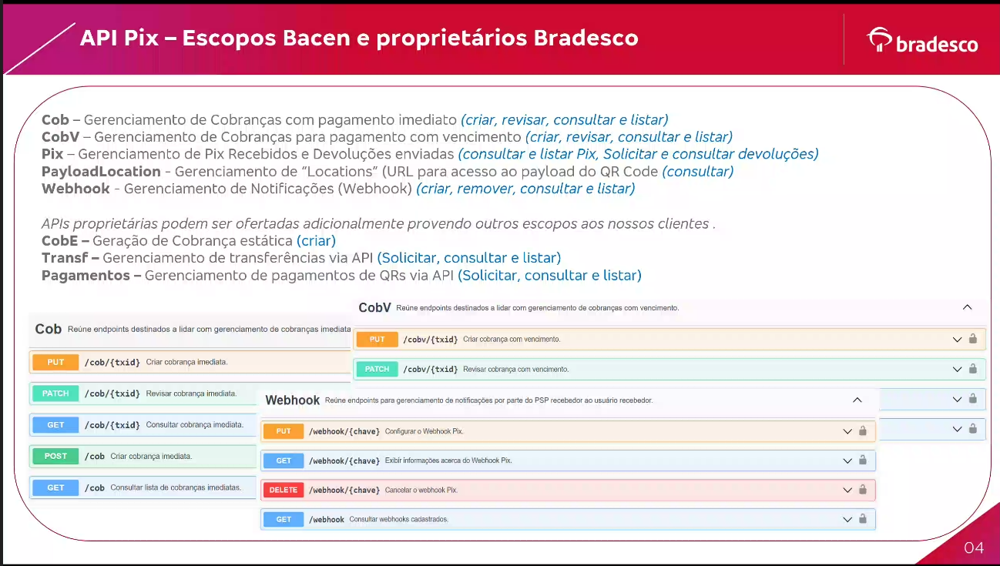 API Pix – Escopos Bacen e proprietários Bradesco
bradesco
Cob – Gerenciamento de Cobranças com pagamento imediato (criar, revisar, consultar e listar)
CobV – Gerenciamento de Cobranças para pagamento com vencimento (criar, revisar, consultar e listar)
Pix – Gerenciamento de Pix Recebidos e Devoluções enviadas (consultar e listar Pix, Solicitar e consultar devoluções)
PayloadLocation - Gerenciamento de “Locations” (URL para acesso ao payload do QR Code (consultar)
Webhook - Gerenciamento de Notificações (Webhook) (criar, remover, consultar e listar)
APIs proprietárias podem ser ofertadas adicionalmente provendo outros escopos aos nossos clientes .
CobE – Geração de Cobrança estática (criar)
Transf – Gerenciamento de transferências via API (Solicitar, consultar e listar)
Pagamentos – Gerenciamento de pagamentos de QRs via API (Solicitar, consultar e listar)
Cob Reúne endpoints destinados a lidar com gerenciamento de cobranças imediata
PUT /cob/{txid} Criar cobrança imediata.
PATCH /cob/{txid} Revisar cobrança imediata.
GET /cob/{txid} Consultar cobrança imediata.
POST /cob Criar cobrança imediata.
GET /cob Consultar lista de cobranças imediatas.
CobV Reúne endpoints destinados a lidar com gerenciamento de cobranças com vencimento.
PUT /cobv/{txid} Criar cobrança com vencimento.
PATCH /cobv/{txid} Revisar cobrança com vencimento.
Webhook Reúne endpoints para gerenciamento de notificações por parte do PSP recebedor ao usuário recebedor.
PUT /webhook/{chave} Configurar o Webhook Pix.
GET /webhook/{chave} Exibir informações acerca do Webhook Pix.
DELETE /webhook/{chave} Cancelar o webhook Pix.
GET /webhook Consultar webhooks cadastrados.
04